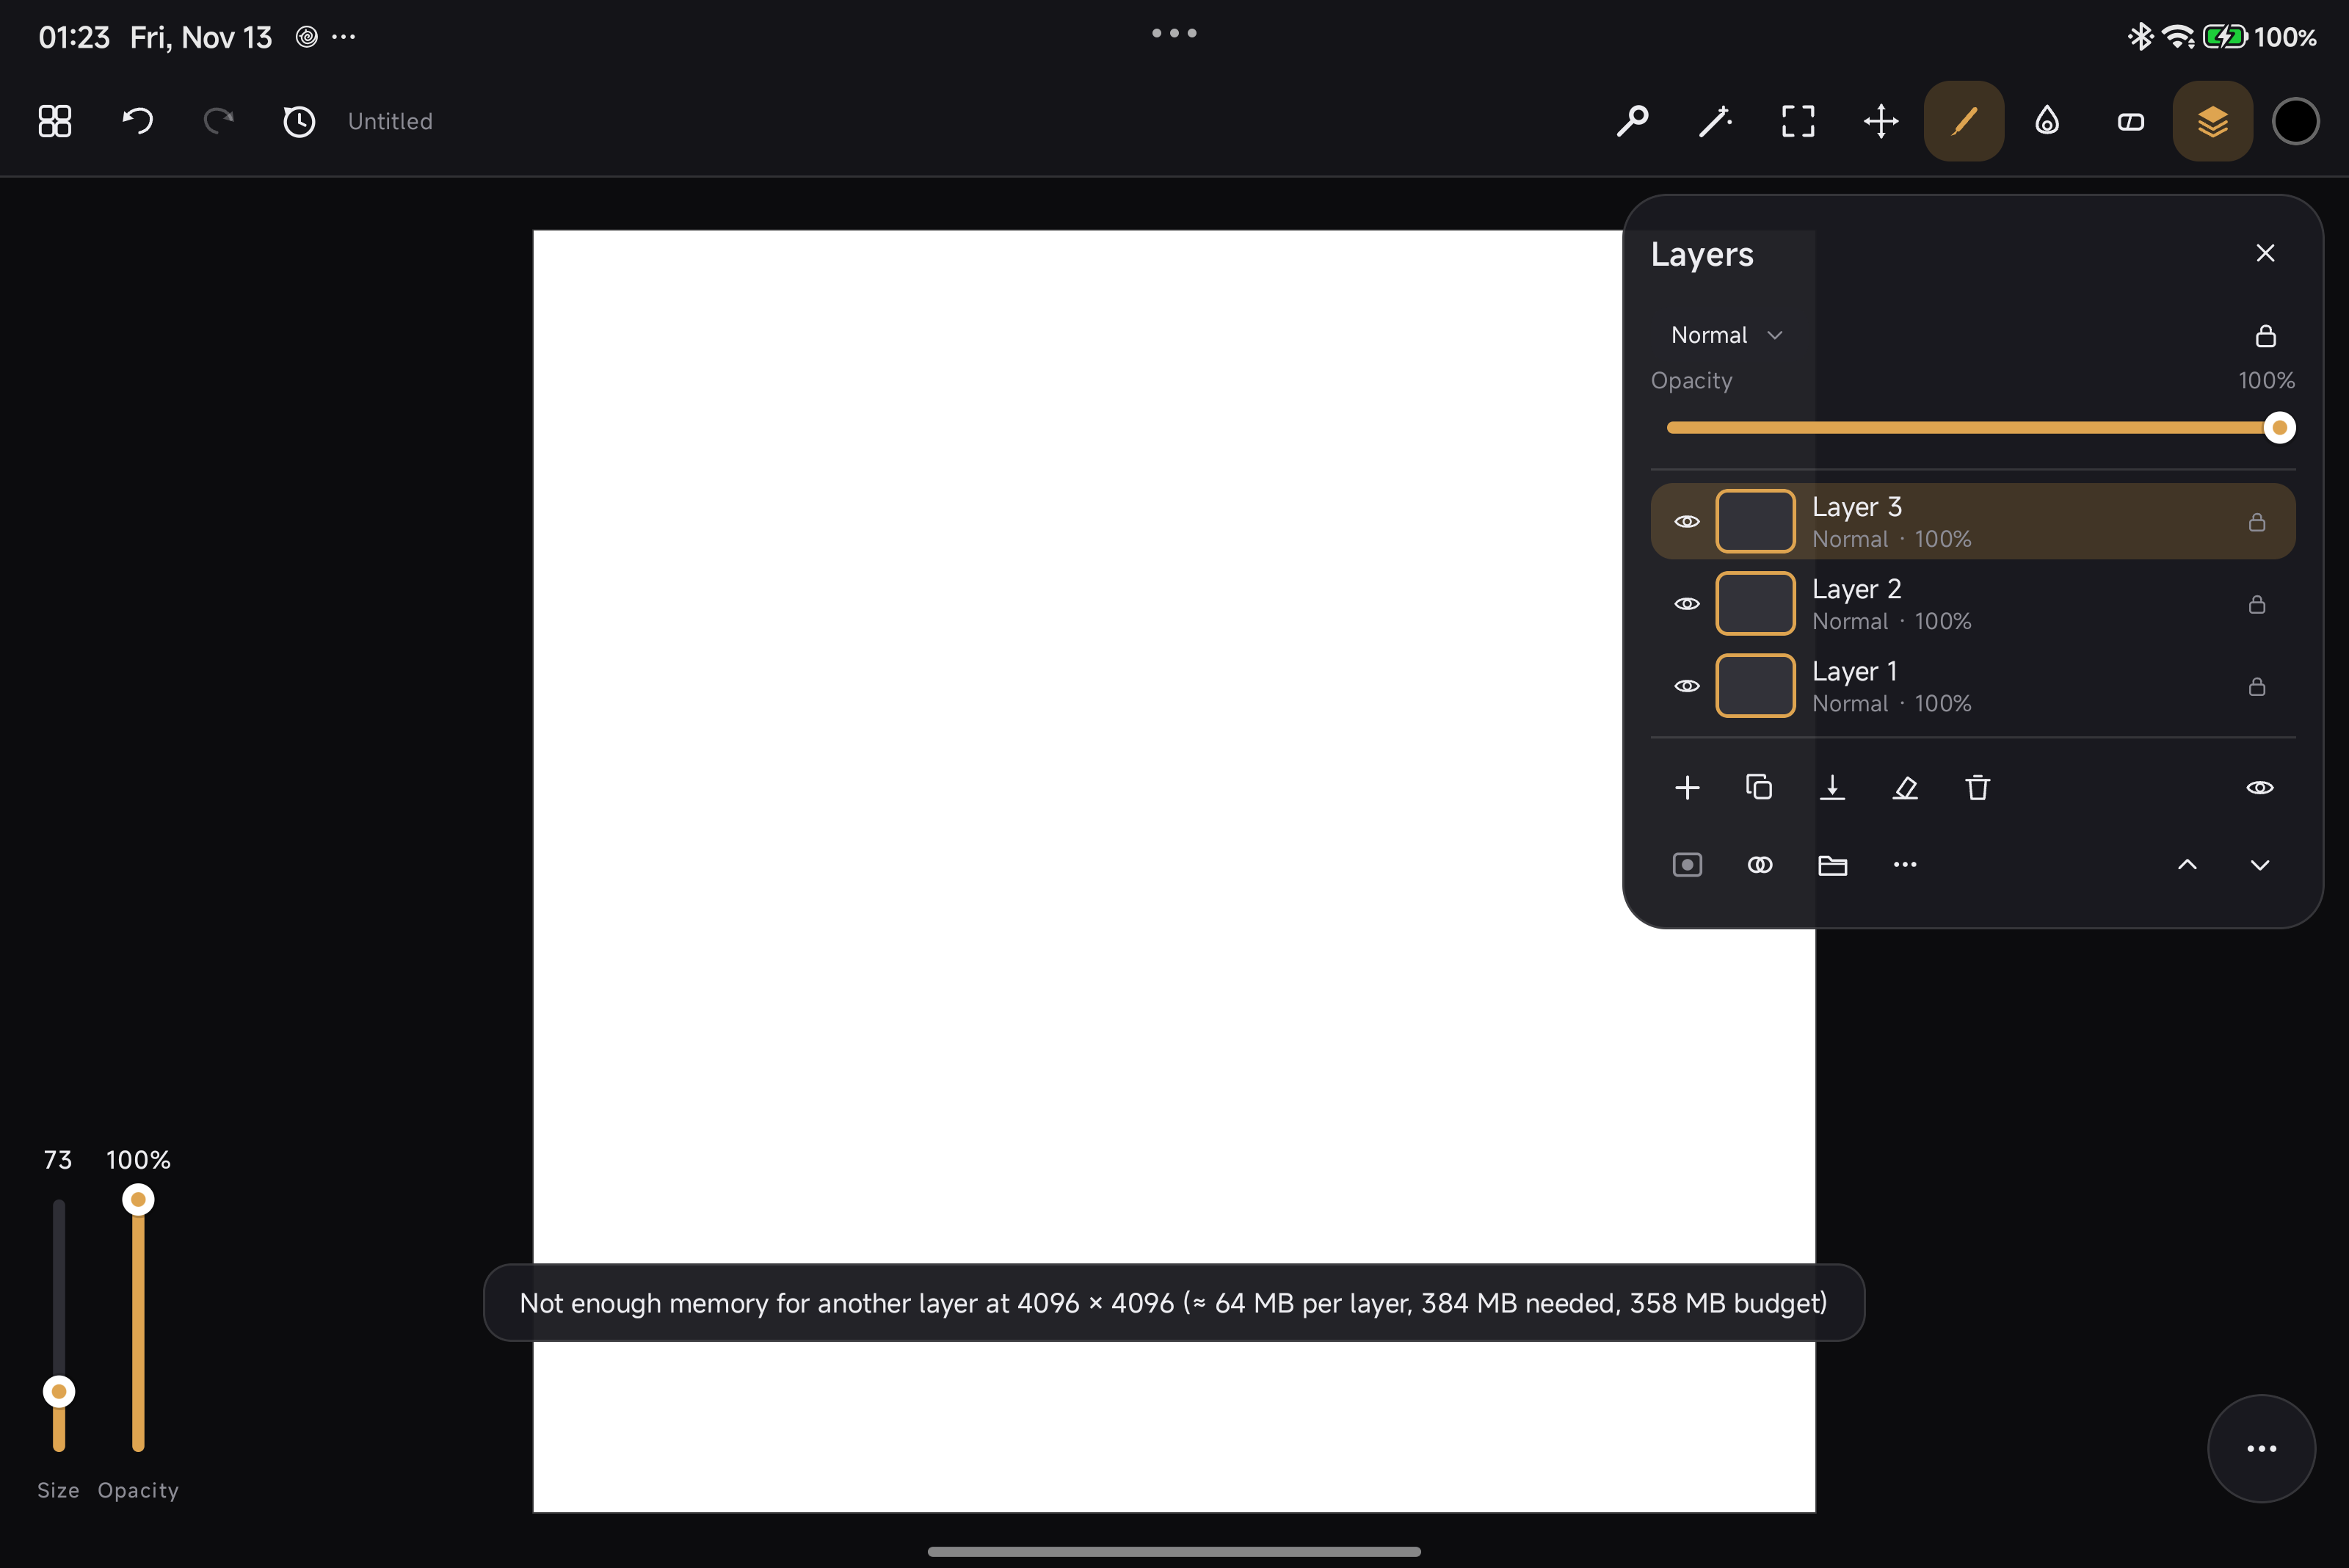 01:23 Fri, Nov 13
100%
Untitled
Layers
Normal
Opacity 100%
Layer 3
Normal · 100%
Layer 2
Normal · 100%
Layer 1
Normal · 100%
73 100%
Not enough memory for another layer at 4096 × 4096 (≈ 64 MB per layer, 384 MB needed, 358 MB budget)
Size Opacity